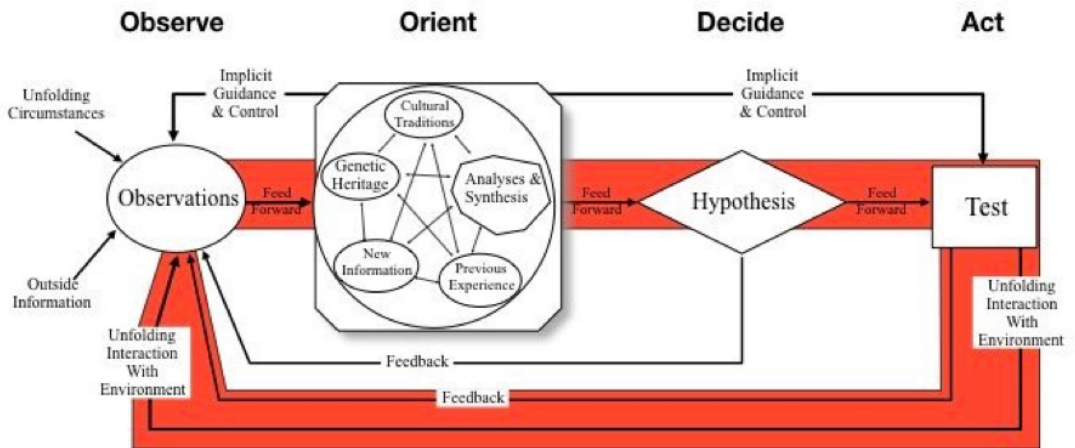 Observe
Orient
Decide
Act
Implicit
Guidance
& Control
Implicit
Guidance
& Control
Unfolding
Circumstances
Cultural
Traditions
Genetic
Heritage
Analyses &
Synthesis
Observations
Feed
Forward
Feed
Forward
Hypothesis
Feed
Forward
Test
New
Information
Previous
Experience
Outside
Information
Unfolding
Interaction
With
Environment
Unfolding
Interaction
With
Environment
Feedback
Feedback